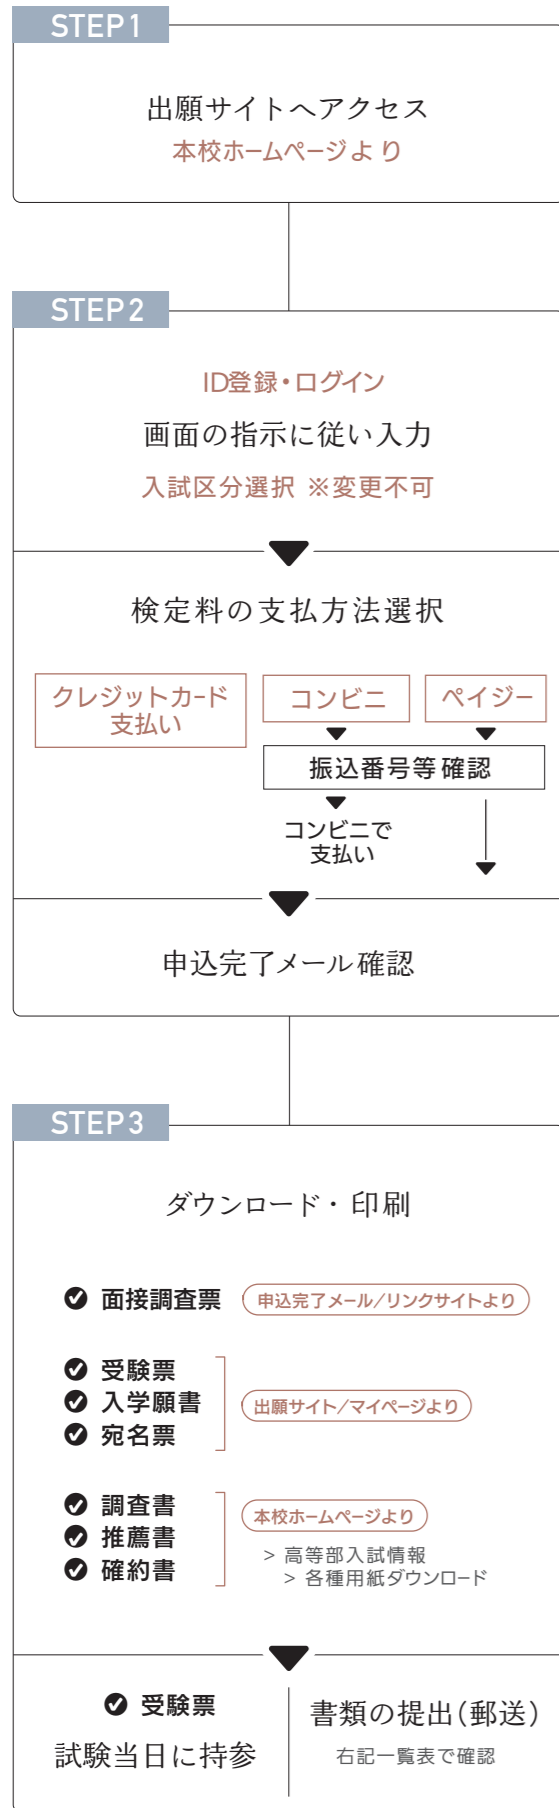 STEP1
出願サイトへアクセス
本校ホームページより
STEP2
ID登録・ログイン
画面の指示に従い入力
入試区分選択 ※変更不可
検定料の支払方法選択
クレジットカード
支払い
コンビニ
ペイジー
振込番号等確認
コンビニで
支払い
申込完了メール確認
STEP3
ダウンロード・印刷
面接調査票
申込完了メール/リンクサイトより
受験票
入学願書
宛名票
出願サイト/マイページより
調査書
推薦書
確約書
本校ホームページより
> 高等部入試情報
> 各種用紙ダウンロード
受験票
試験当日に持参
書類の提出(郵送)
右記一覧表で確認